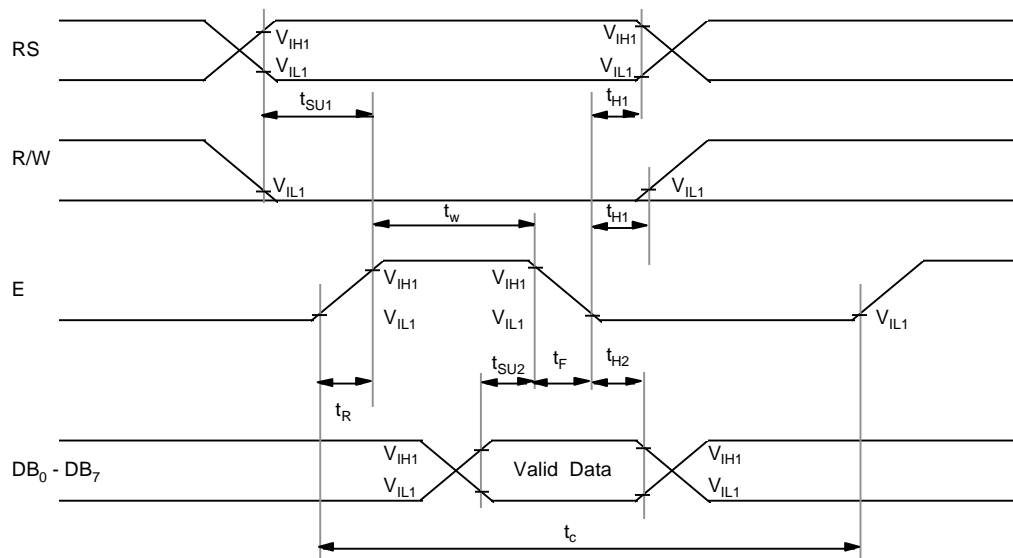 RS
V_IH1
V_IL1
V_IH1
V_IL1
t_SU1
t_H1
R/W
V_IL1
V_IL1
t_w
t_H1
E
V_IH1
V_IH1
V_IL1
V_IL1
V_IL1
t_R
t_SU2
t_F
t_H2
DB_0 - DB_7
V_IH1
V_IL1
Valid Data
V_IH1
V_IL1
t_c